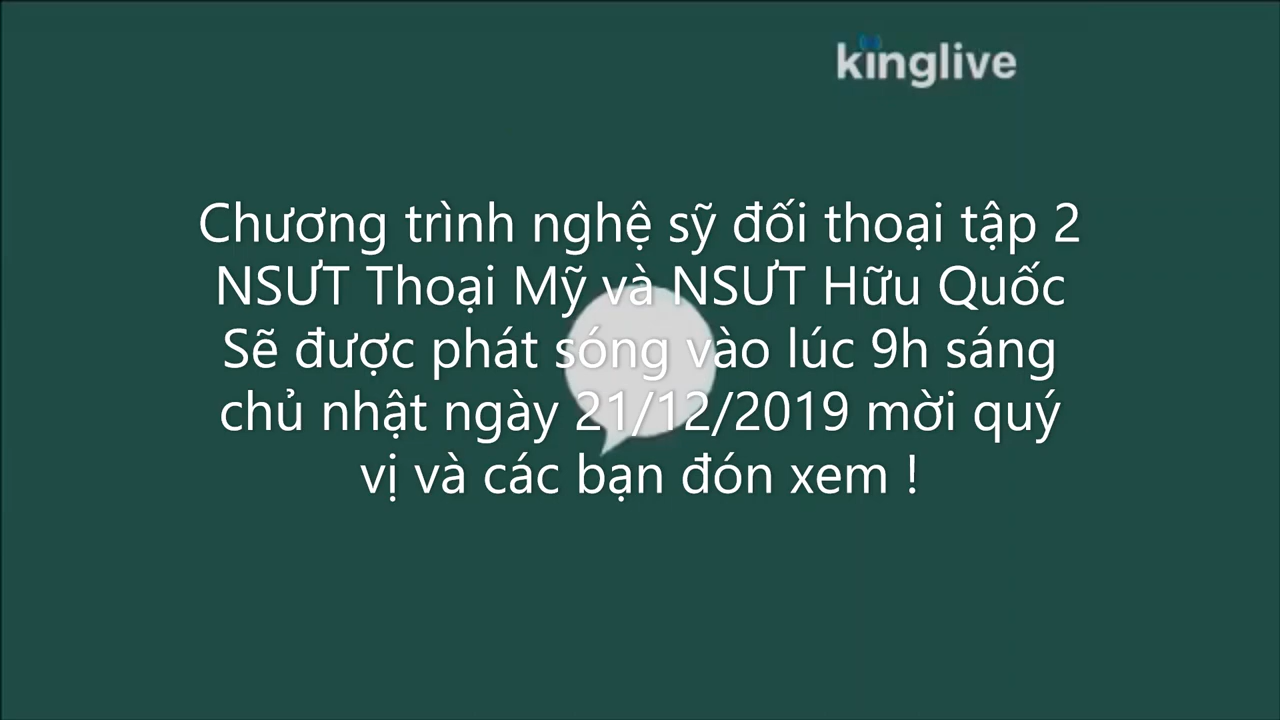 kinglive
Chương trình nghệ sỹ đối thoại tập 2
NSƯT Thoại Mỹ và NSƯT Hữu Quốc
Sẽ được phát sóng vào lúc 9h sáng
chủ nhật ngày 21/12/2019 mời quý
vị và các bạn đón xem !